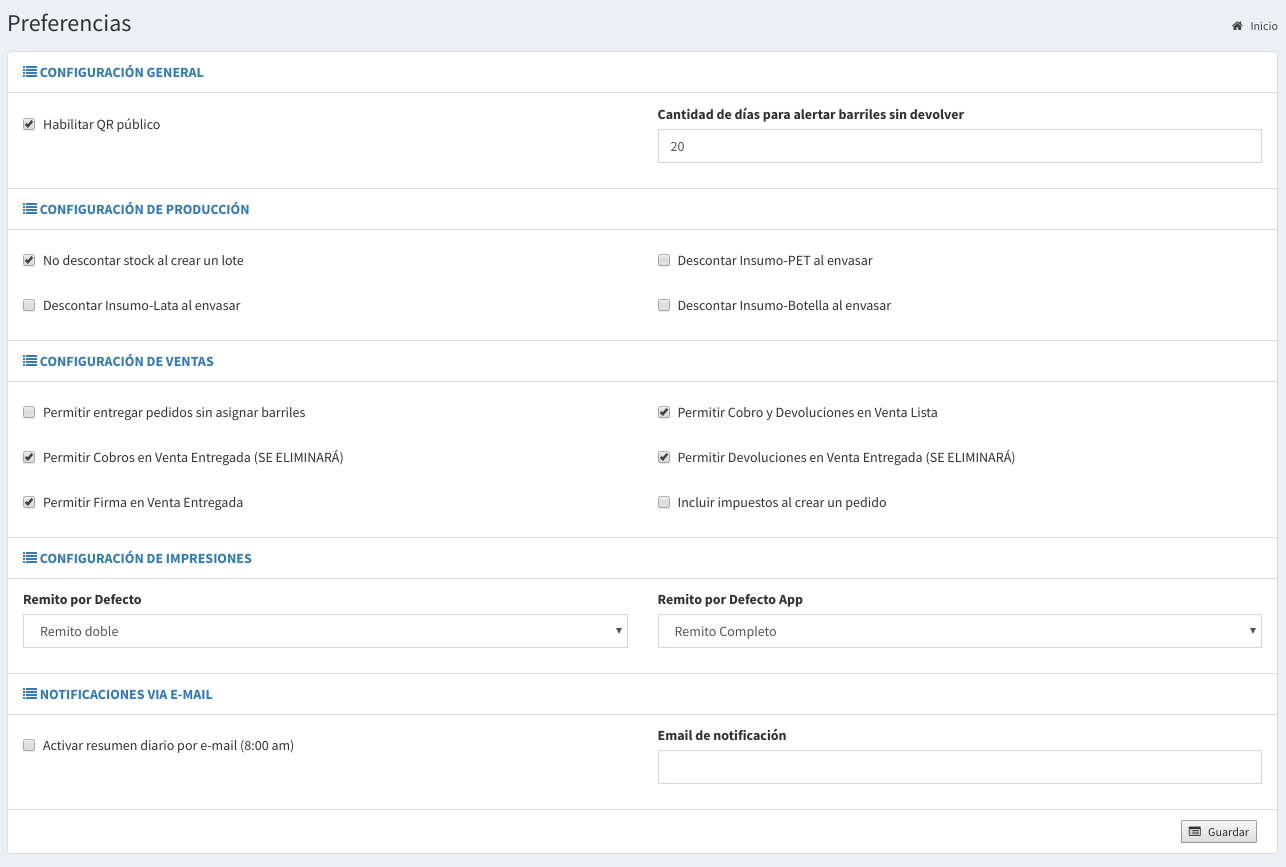 Preferencias
Inicio
CONFIGURACIÓN GENERAL
Habilitar QR público
Cantidad de días para alertar barriles sin devolver
20
CONFIGURACIÓN DE PRODUCCIÓN
No descontar stock al crear un lote
Descontar Insumo-PET al envasar
Descontar Insumo-Lata al envasar
Descontar Insumo-Botella al envasar
CONFIGURACIÓN DE VENTAS
Permitir entregar pedidos sin asignar barriles
Permitir Cobro y Devoluciones en Venta Lista
Permitir Cobros en Venta Entregada (SE ELIMINARÁ)
Permitir Devoluciones en Venta Entregada (SE ELIMINARÁ)
Permitir Firma en Venta Entregada
Incluir impuestos al crear un pedido
CONFIGURACIÓN DE IMPRESIONES
Remito por Defecto
Remito por Defecto App
Remito doble
Remito Completo
NOTIFICACIONES VIA E-MAIL
Activar resumen diario por e-mail (8:00 am)
Email de notificación
Guardar